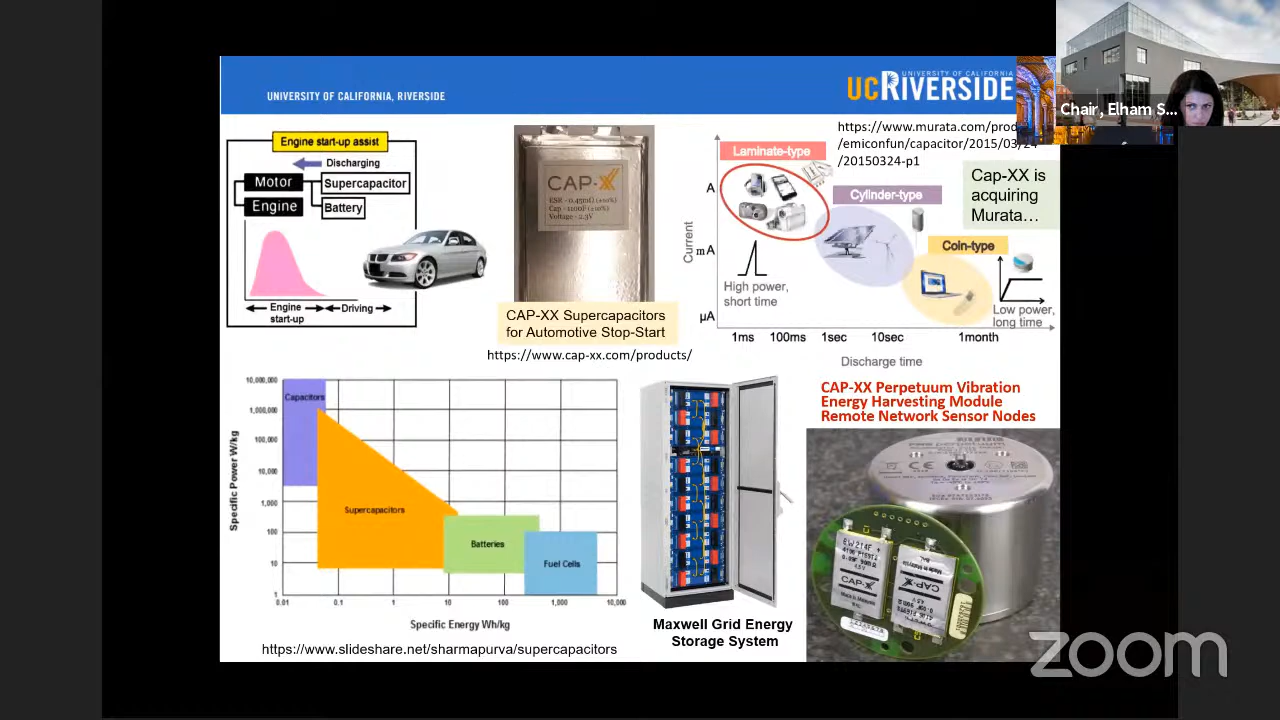 UNIVERSITY OF CALIFORNIA, RIVERSIDE
UNIVERSITY OF CALIFORNIA
UCRIVERSIDE
Chair, Elham S...
Engine start-up assist
Discharging
Motor
Supercapacitor
Engine
Battery
Engine
start-up
Driving
CAP-XX
ESR - 0.45mΩ (±20%)
Voltage - 2.3V
CAP-XX Supercapacitors
for Automotive Stop-Start
https://www.cap-xx.com/products/
https://www.murata.com/prod
/emiconfun/capacitor/2015/03/24
/20150324-p1
Laminate-type
Cylinder-type
Coin-type
Cap-XX is
acquiring
Murata...
Current
A
mA
µA
High power,
short time
Low power,
long time
1ms 100ms 1sec 10sec 1month
Discharge time
Specific Power W/kg
10,000,000
1,000,000
100,000
10,000
1,000
100
10
1
Capacitors
Supercapacitors
Batteries
Fuel Cells
0.01 0.1 1 10 100 1,000 10,000
Specific Energy Wh/kg
https://www.slideshare.net/sharmapurva/supercapacitors
Maxwell Grid Energy
Storage System
CAP-XX Perpetuum Vibration
Energy Harvesting Module
Remote Network Sensor Nodes
CAP-XX
CAP-XX
zoom